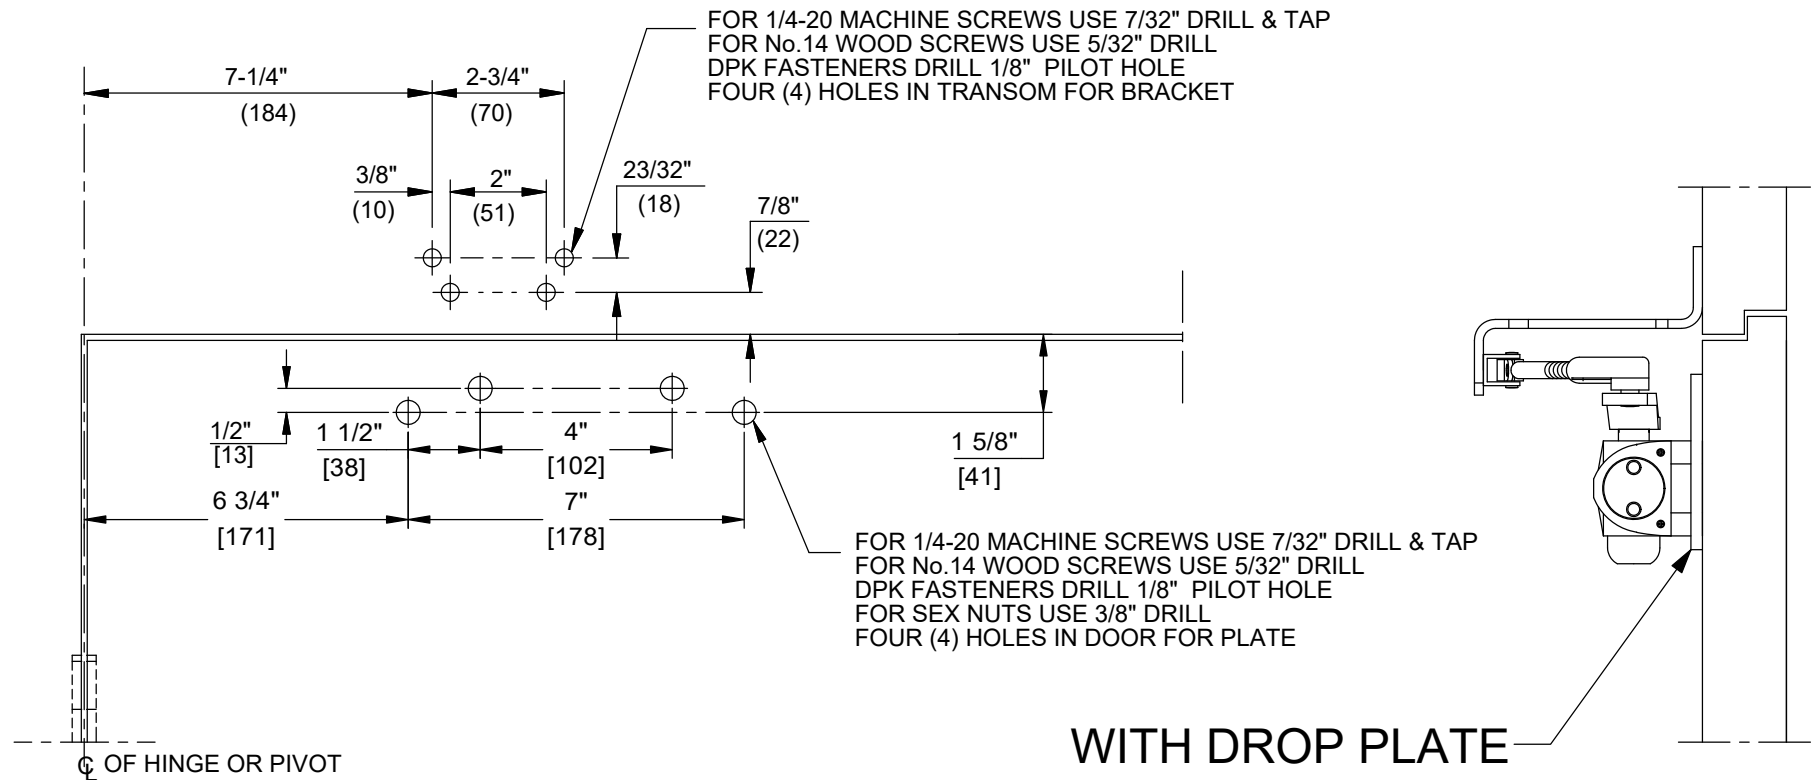 FOR 1/4-20 MACHINE SCREWS USE 7/32" DRILL & TAP
FOR No.14 WOOD SCREWS USE 5/32" DRILL
DPK FASTENERS DRILL 1/8" PILOT HOLE
FOUR (4) HOLES IN TRANSOM FOR BRACKET
7-1/4"
(184)
2-3/4"
(70)
3/8"
(10)
2"
(51)
23/32"
(18)
7/8"
(22)
1/2"
[13]
1 1/2"
[38]
4"
[102]
1 5/8"
[41]
6 3/4"
[171]
7"
[178]
FOR 1/4-20 MACHINE SCREWS USE 7/32" DRILL & TAP
FOR No.14 WOOD SCREWS USE 5/32" DRILL
DPK FASTENERS DRILL 1/8" PILOT HOLE
FOR SEX NUTS USE 3/8" DRILL
FOUR (4) HOLES IN DOOR FOR PLATE
WITH DROP PLATE
℄ OF HINGE OR PIVOT